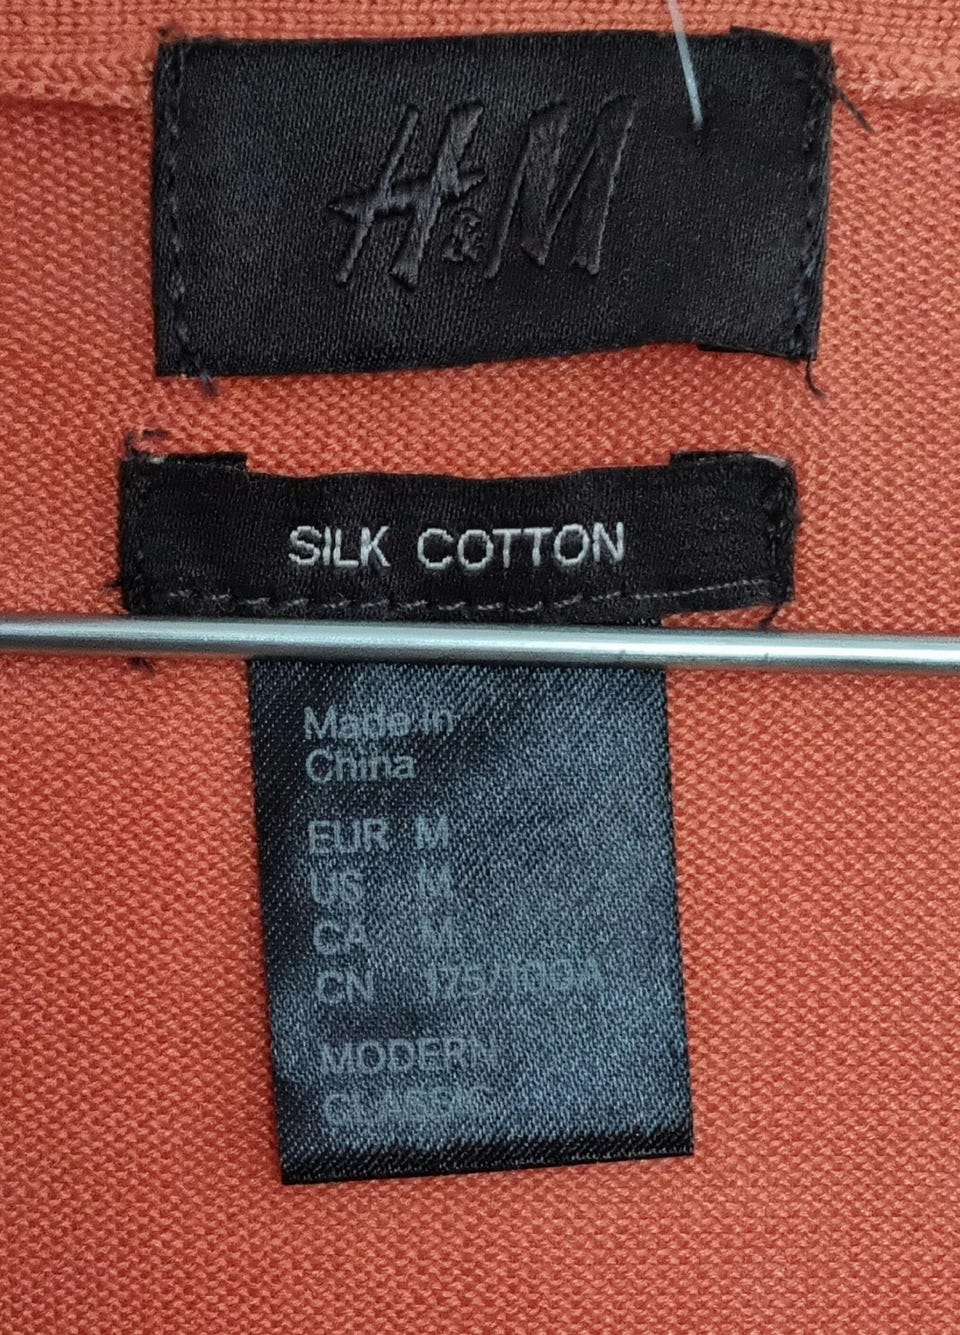 H&M
SILK COTTON
Made in
China
EUR M
US M
CA M
CN 175/100A
MODERN
CLASSIC